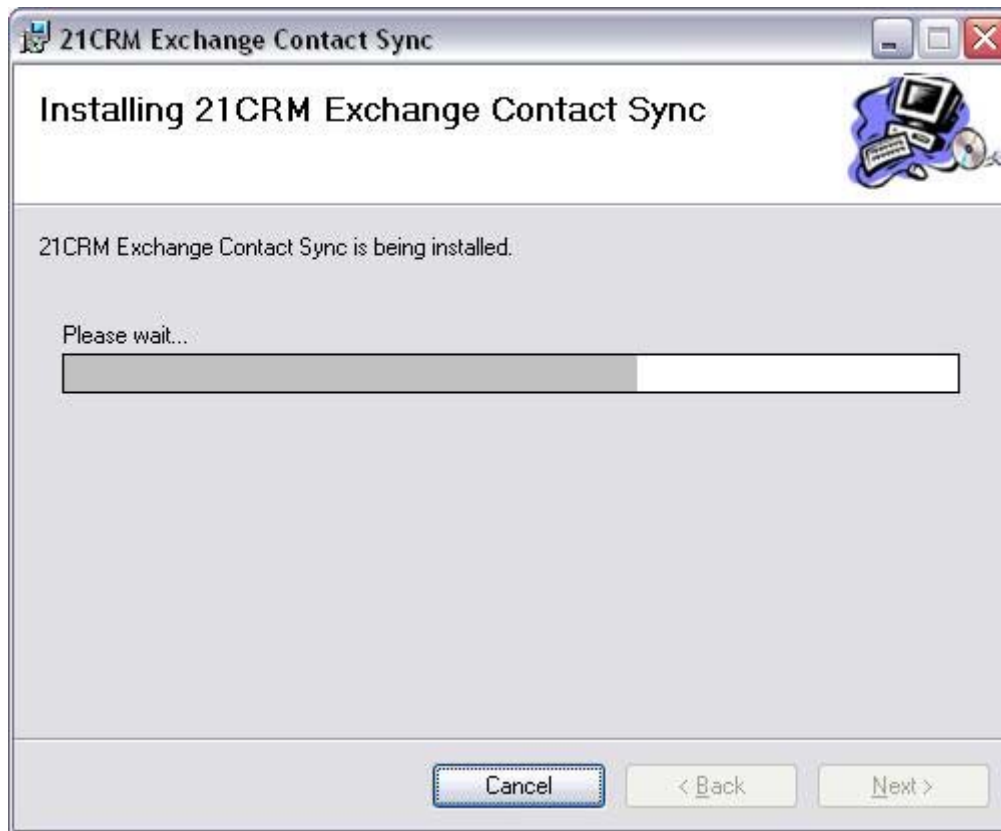 21CRM Exchange Contact Sync
Installing 21CRM Exchange Contact Sync
21CRM Exchange Contact Sync is being installed.
Please wait...
Cancel
< Back
Next >